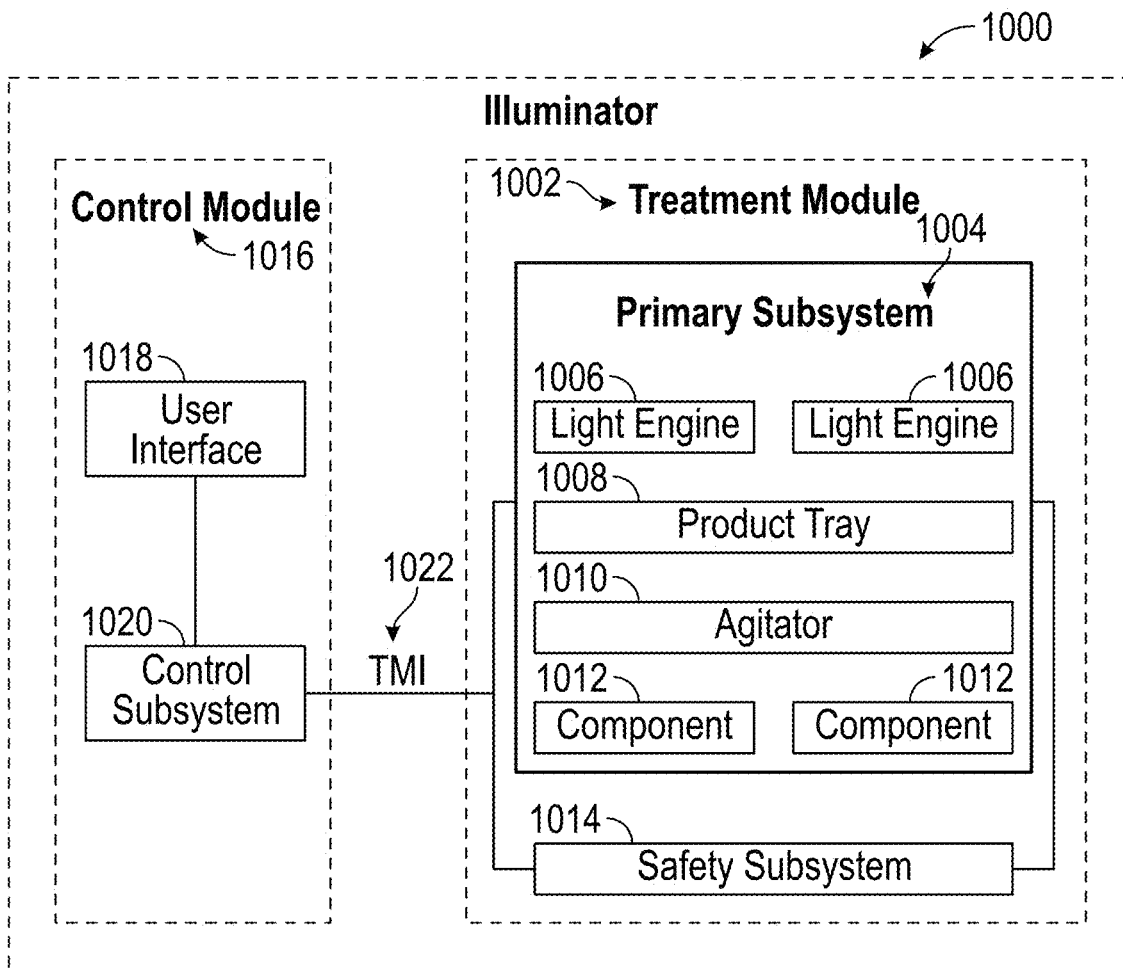 1000
Illuminator
Control Module
1016
1018
User
Interface
1020
Control
Subsystem
1022
TMI
1002
Treatment Module
1004
Primary Subsystem
1006 1006
Light Engine Light Engine
1008
Product Tray
1010
Agitator
1012 1012
Component Component
1014
Safety Subsystem